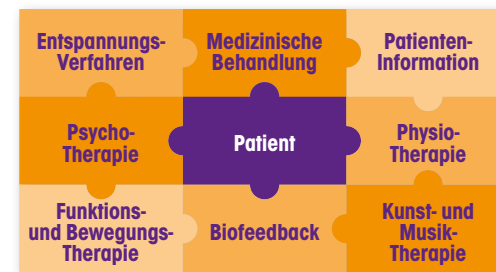 Entspannungs-
Verfahren
Medizinische
Behandlung
Patienten-
Information
Psycho-
Therapie
Patient
Physio-
Therapie
Funktions-
und Bewegungs-
Therapie
Biofeedback
Kunst- und
Musik-
Therapie